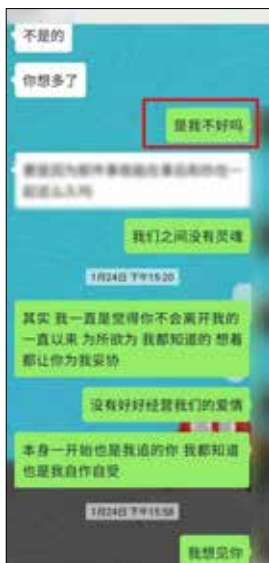 不是的
你想多了
是我不好吗
我们之间没有灵魂
1月24日 下午15:20
其实 我一直是觉得你不会离开我的
一直以来 为所欲为 我都知道的 想着
都让你为我妥协
没有好好经营我们的爱情
本身一开始也是我追的你 我都知道
也是我自作自受
1月24日 下午15:58
我想见你